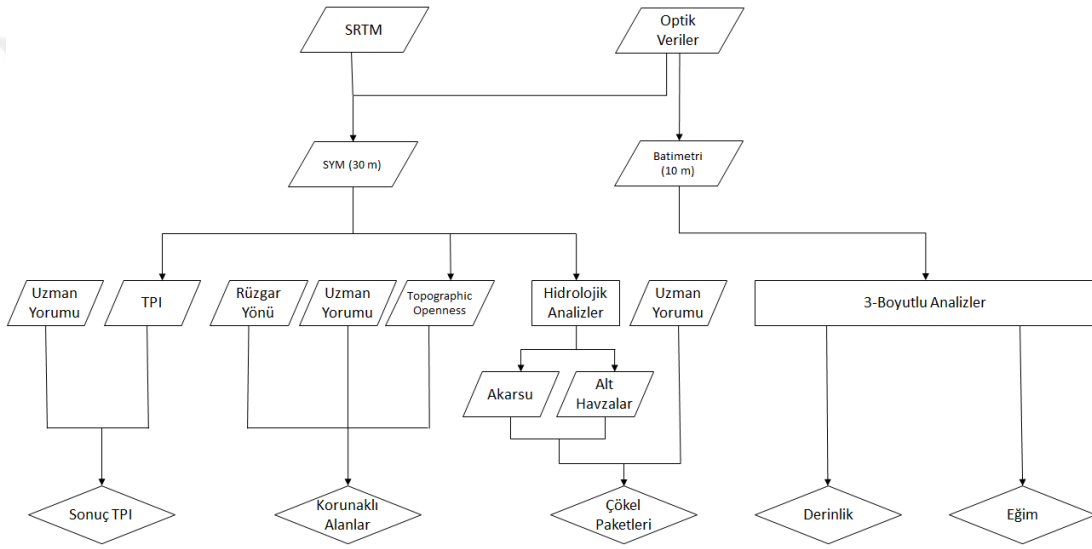 SRTM
Optik
Veriler
SYM (30 m)
Batimetri
(10 m)
Uzman
Yorumu
TPI
Rüzgar
Yönü
Uzman
Yorumu
Topographic
Openness
Hidrolojik
Analizler
Uzman
Yorumu
3-Boyutlu Analizler
Akarsu
Alt
Havzalar
Sonuç TPI
Korunaklı
Alanlar
Çökel
Paketleri
Derinlik
Eğim